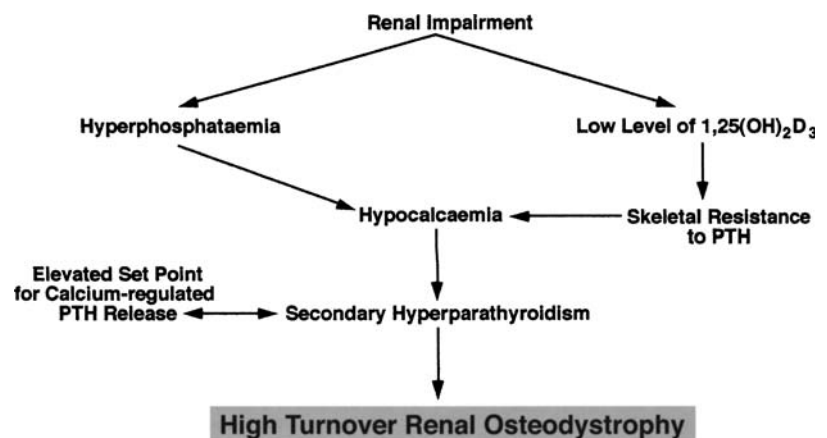 Renal Impairment
Hyperphosphataemia
Low Level of 1,25(OH)₂D₃
Hypocalcaemia
Skeletal Resistance
to PTH
Elevated Set Point
for Calcium-regulated
PTH Release
Secondary Hyperparathyroidism
High Turnover Renal Osteodystrophy